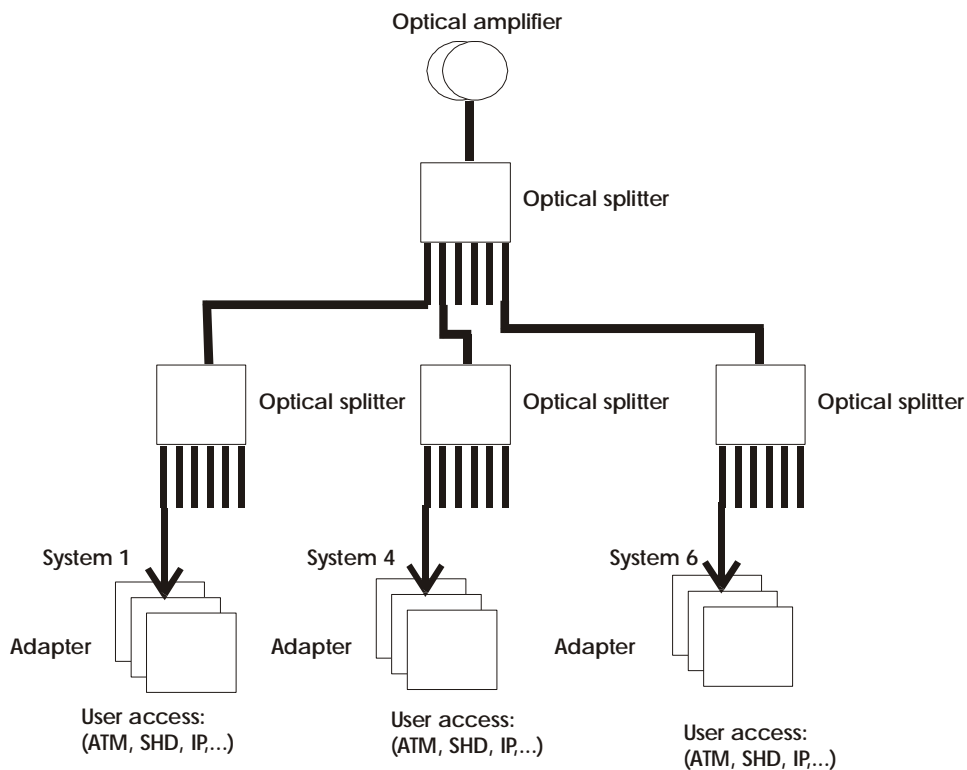 Optical amplifier
Optical splitter
Optical splitter
Optical splitter
Optical splitter
System 1
System 4
System 6
Adapter
Adapter
Adapter
User access:
(ATM, SHD, IP,...)
User access:
(ATM, SHD, IP,...)
User access:
(ATM, SHD, IP,...)